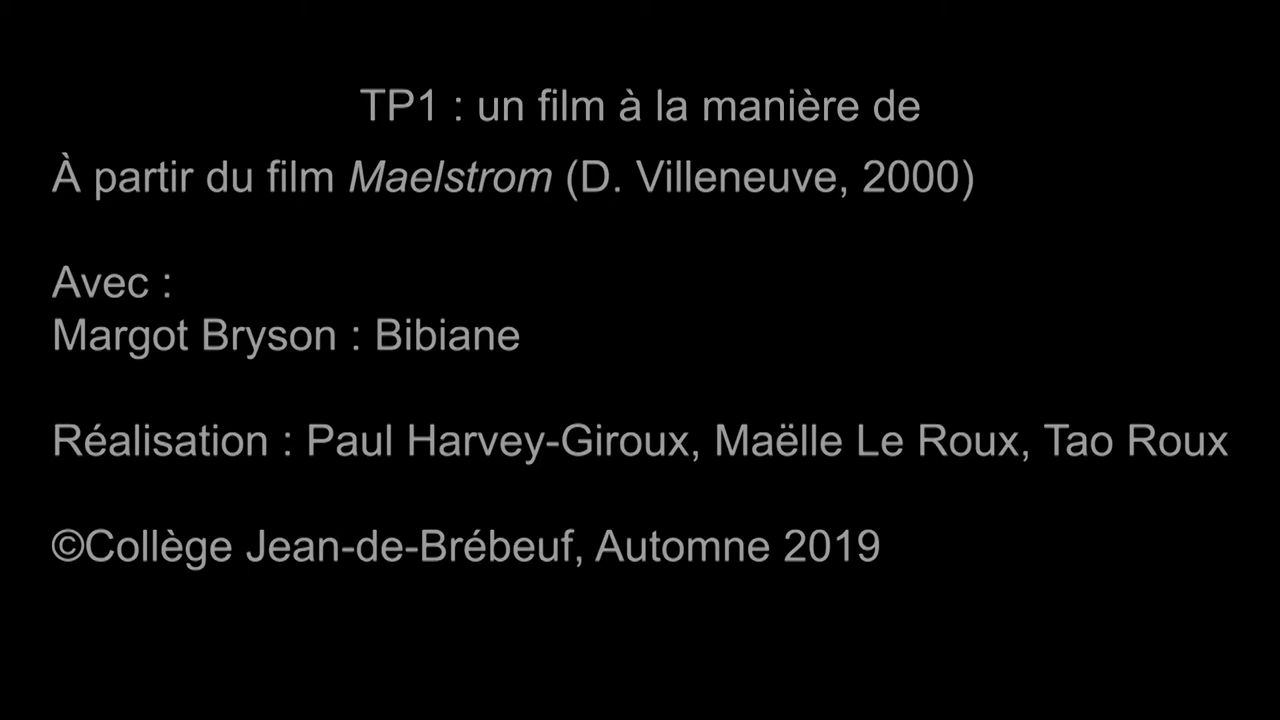 TP1 : un film à la manière de
À partir du film Maelstrom (D. Villeneuve, 2000)
Avec :
Margot Bryson : Bibiane
Réalisation : Paul Harvey-Giroux, Maëlle Le Roux, Tao Roux
©Collège Jean-de-Brébeuf, Automne 2019